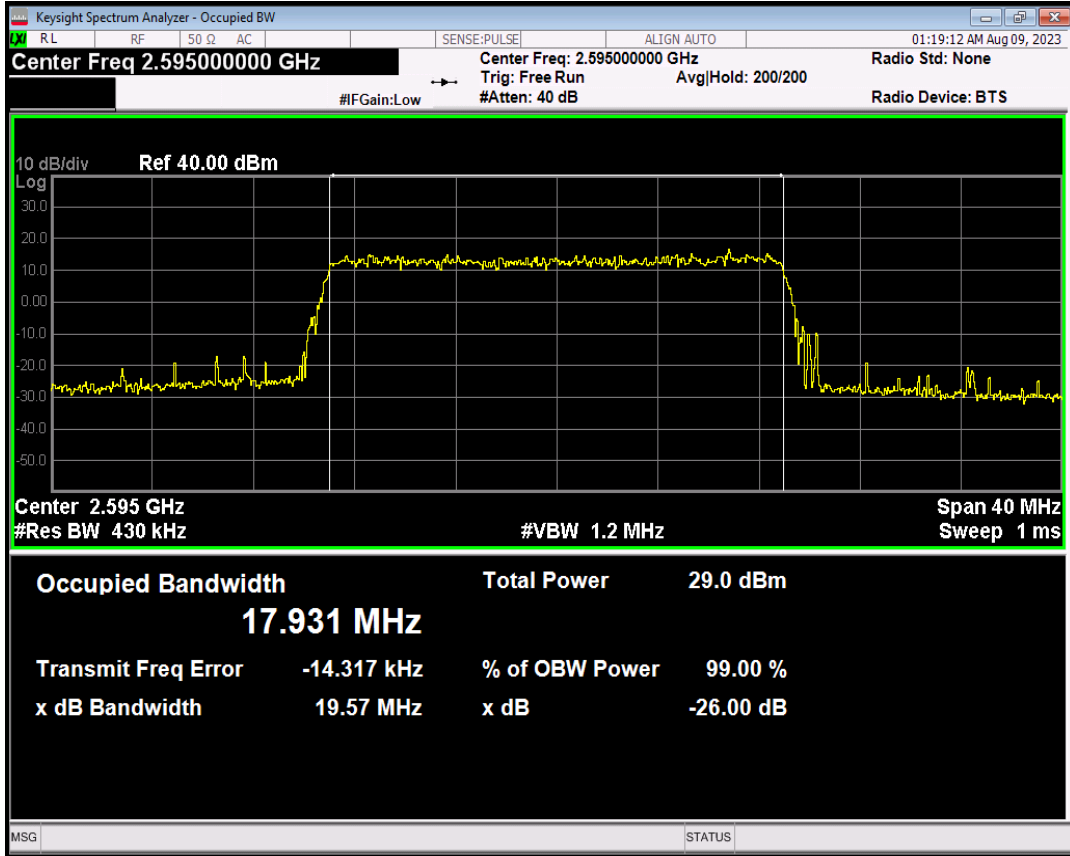 Keysight Spectrum Analyzer - Occupied BW
LXI RL RF 50 Ω AC SENSE:PULSE ALIGN AUTO 01:19:12 AM Aug 09, 2023
Center Freq 2.595000000 GHz Center Freq: 2.595000000 GHz Radio Std: None
Trig: Free Run Avg|Hold: 200/200
#IFGain:Low #Atten: 40 dB Radio Device: BTS
10 dB/div Ref 40.00 dBm
Log
30.0
20.0
10.0
0.00
-10.0
-20.0
-30.0
-40.0
-50.0
Center 2.595 GHz Span 40 MHz
#Res BW 430 kHz #VBW 1.2 MHz Sweep 1 ms
Occupied Bandwidth Total Power 29.0 dBm
17.931 MHz
Transmit Freq Error -14.317 kHz % of OBW Power 99.00 %
x dB Bandwidth 19.57 MHz x dB -26.00 dB
MSG STATUS